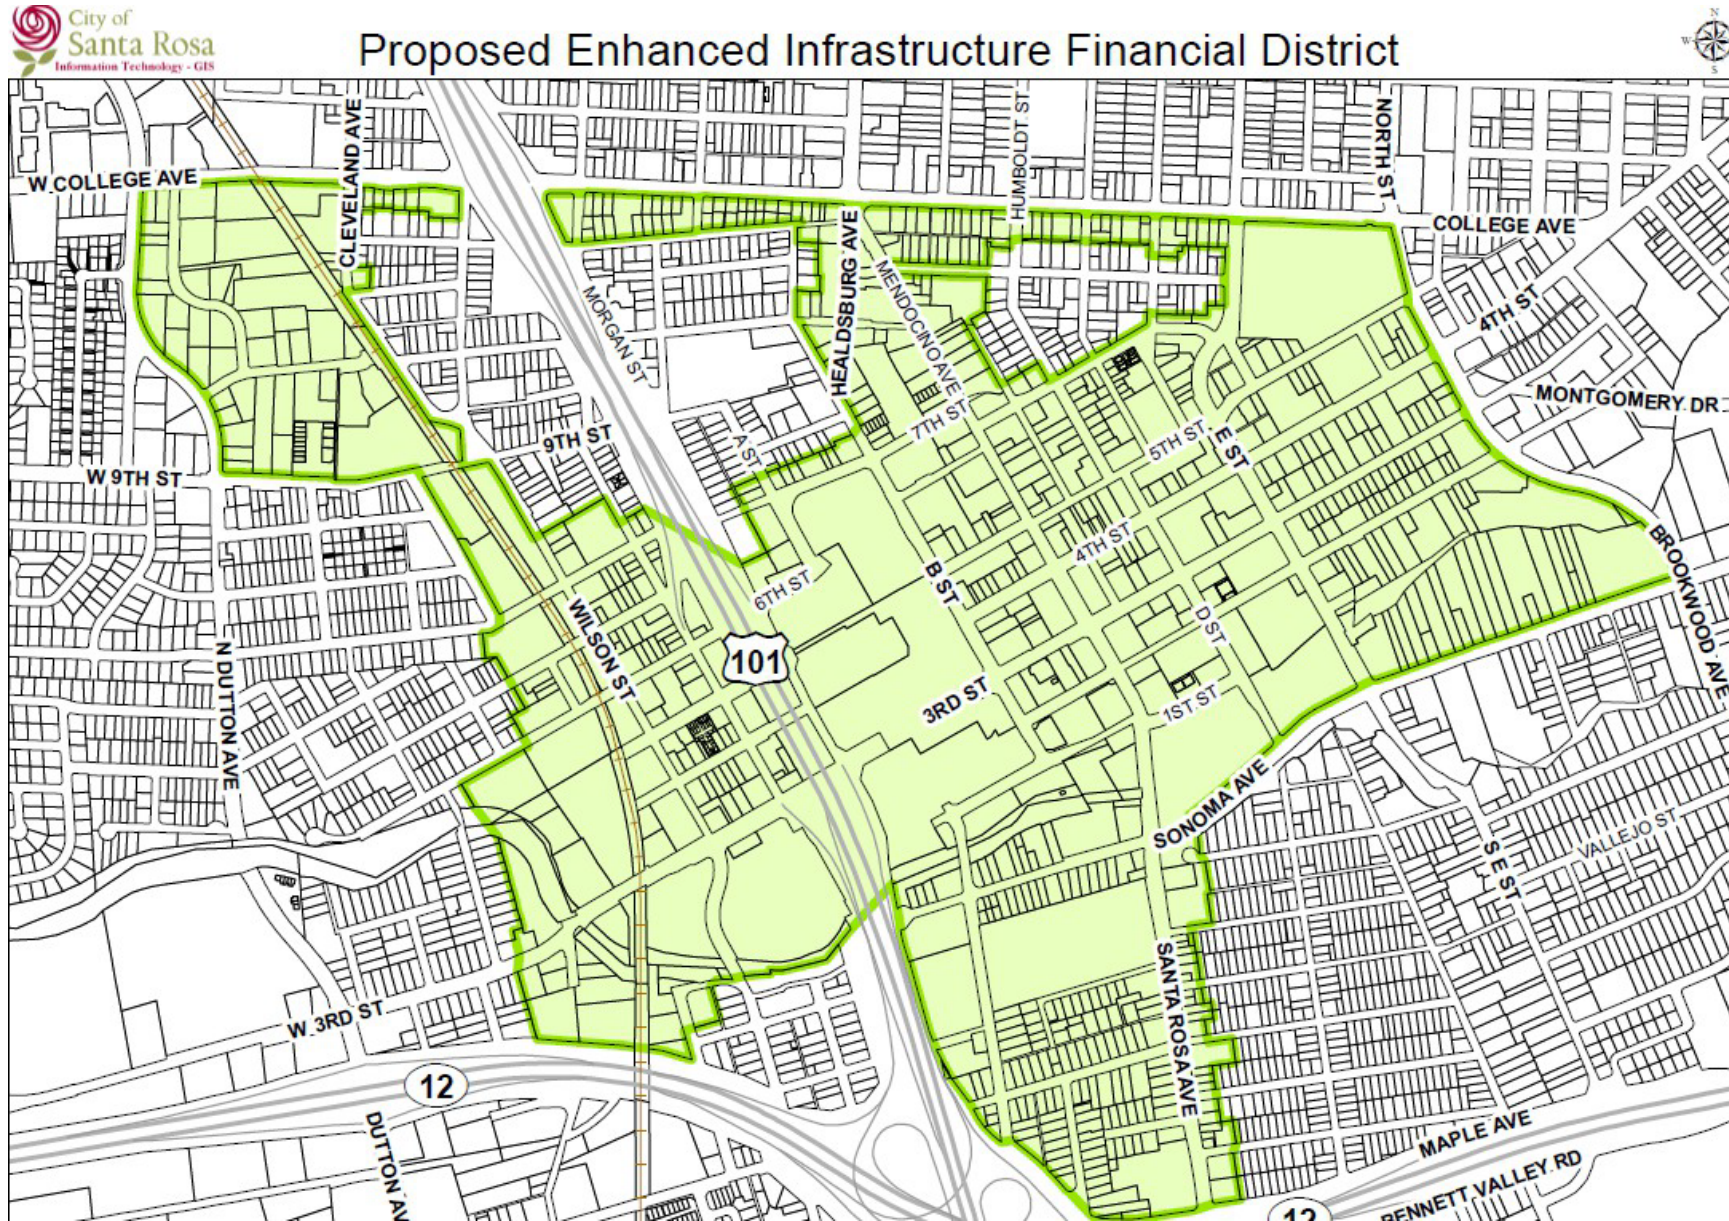 City of
Santa Rosa
Information Technology - GIS
Proposed Enhanced Infrastructure Financial District
N
W
S
CLEVELAND AVE
HUMBOLDT ST
NORTH ST
W COLLEGE AVE
COLLEGE AVE
HEALDSBURG AVE
MENDOCINO AVE
MORGAN ST
4TH ST
MONTGOMERY DR
7TH ST
A ST
9TH ST
5TH ST
E ST
W 9TH ST
4TH ST
B ST
6TH ST
BROOKWOOD AVE
WILSON ST
D ST
101
N DUTTON AVE
3RD ST
1ST ST
SONOMA AVE
S E ST
VALLEJO ST
W 3RD ST
SANTA ROSA AVE
12
DUTTON AV
MAPLE AVE
BENNETT VALLEY RD
12